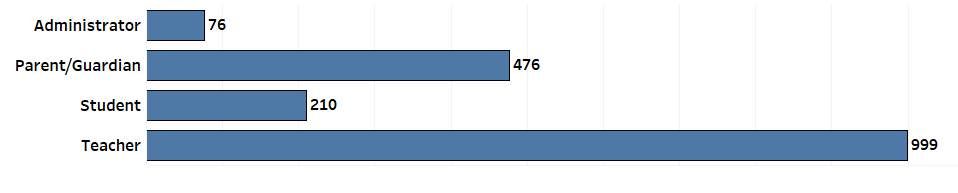 Administrator 76
Parent/Guardian 476
Student 210
Teacher 999